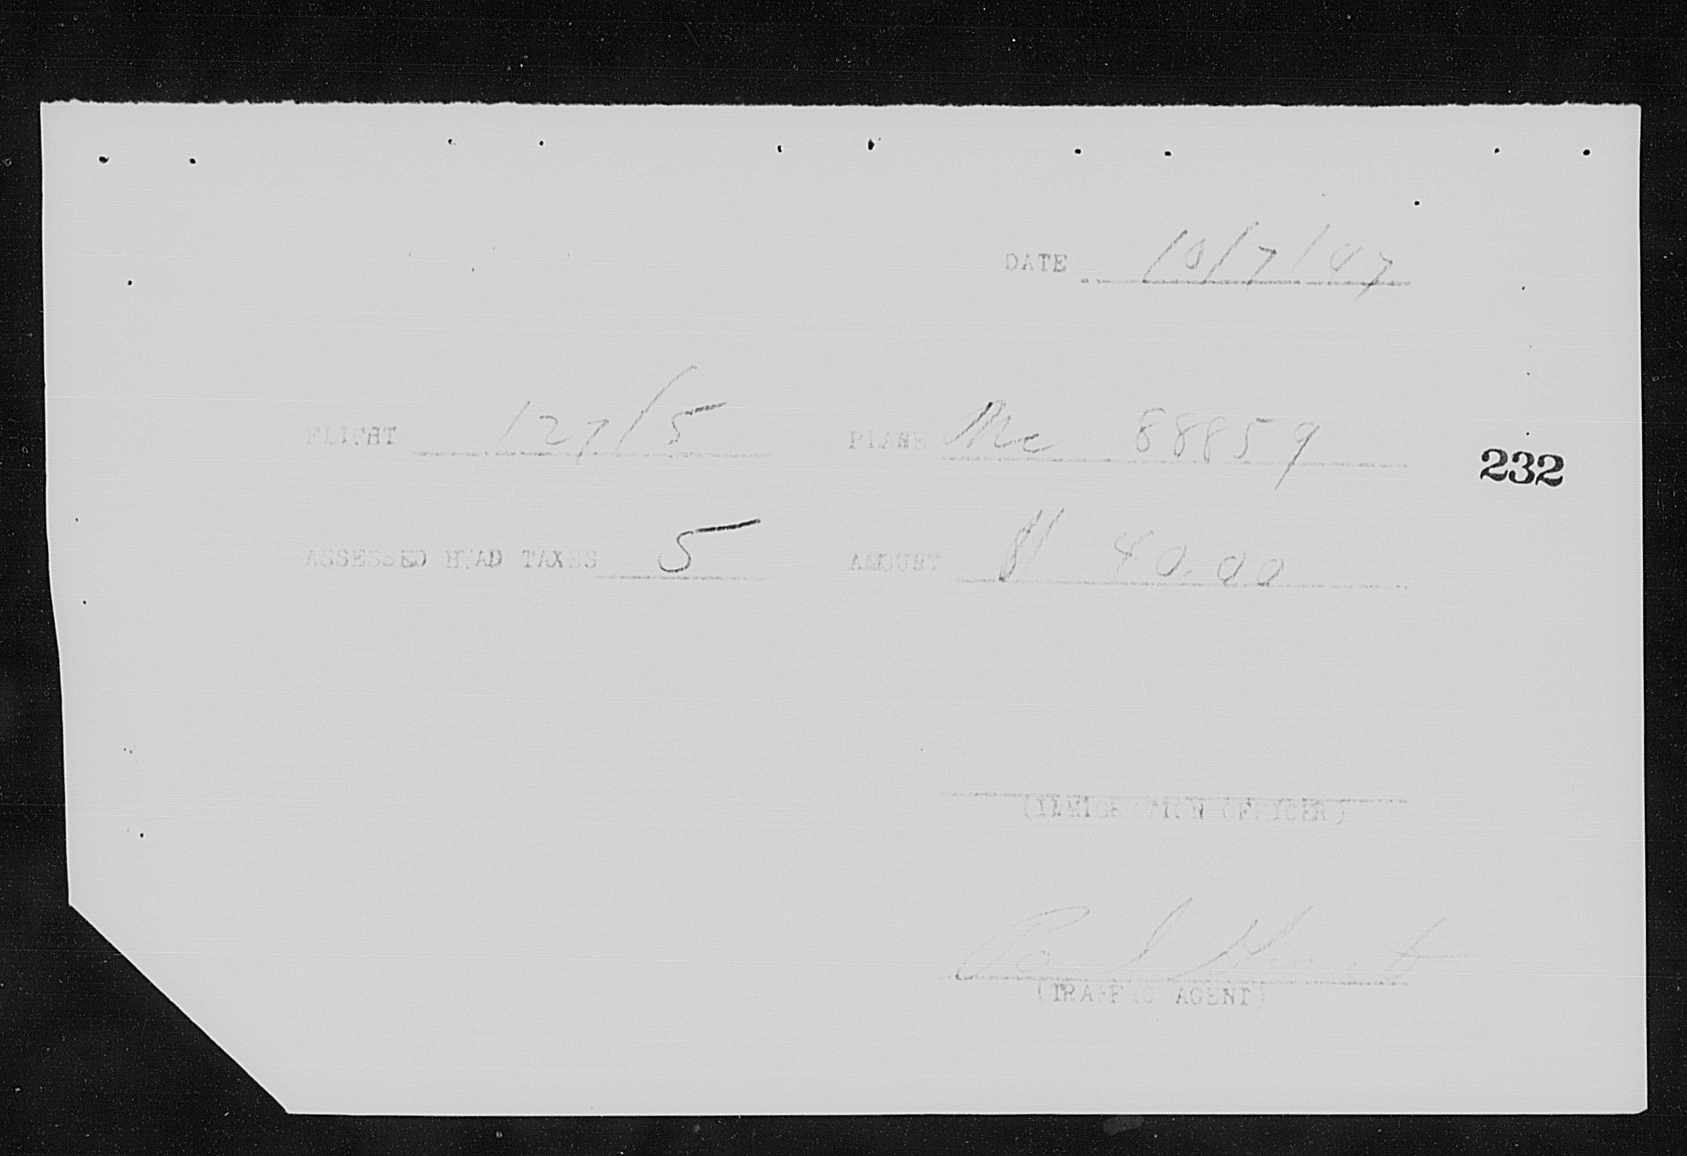 DATE 10/7/47
FLIGHT 127/5 PLANE Nc 88859
232
ASSESSED HEAD TAXES 5 AMOUNT $ 40.00
(IMMIGRATION OFFICER)
Paul
(TRAFFIC AGENT)